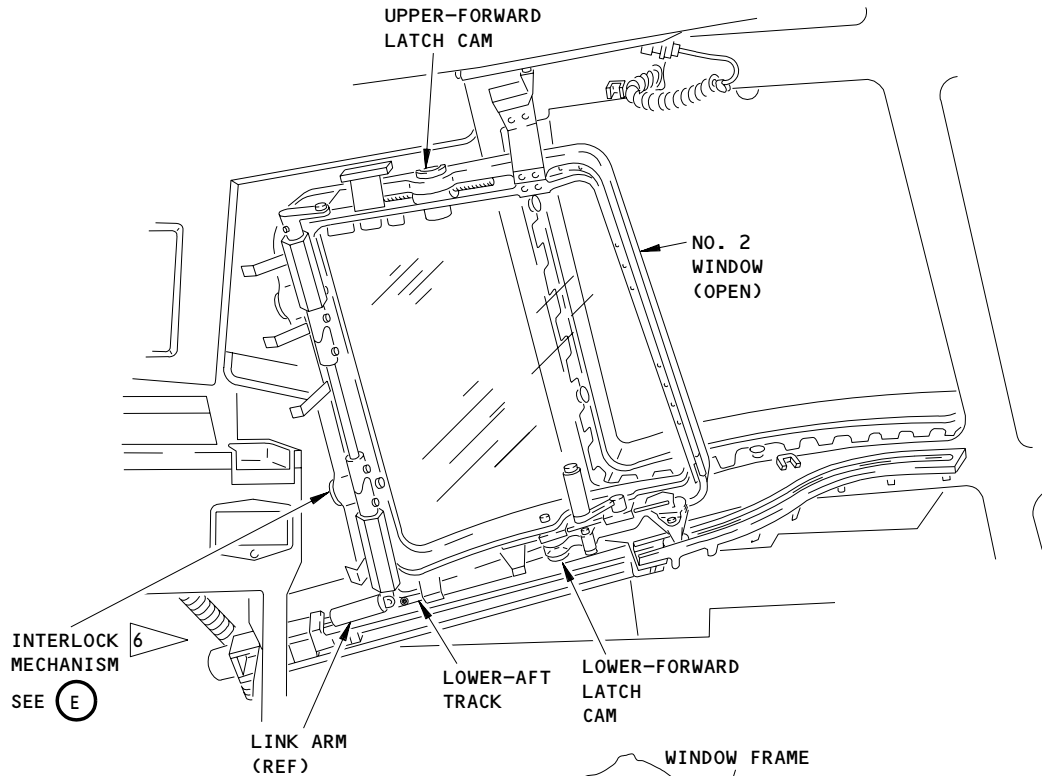 UPPER-FORWARD
LATCH CAM
NO. 2
WINDOW
(OPEN)
INTERLOCK 6
MECHANISM
SEE E
LOWER-AFT
TRACK
LOWER-FORWARD
LATCH
CAM
LINK ARM
(REF)
WINDOW FRAME